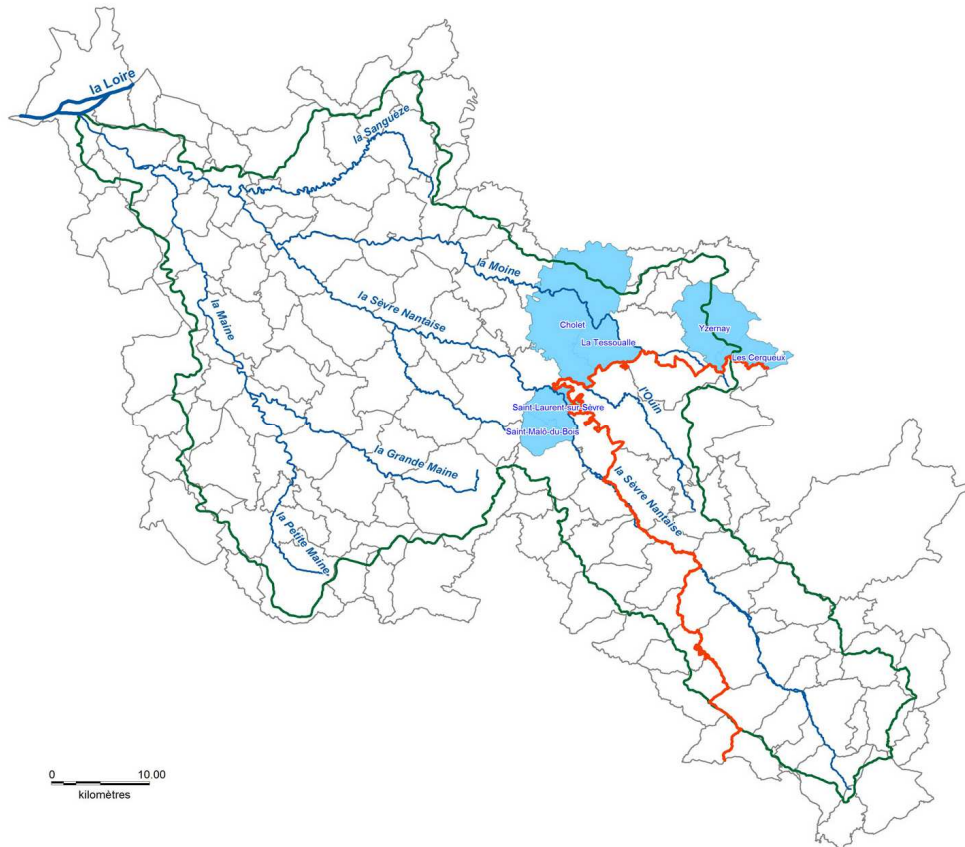 la Loire
la Sanguèze
la Moine
Cholet
Yzernay
la Maine
la Sèvre Nantaise
La Tessoualle
Les Cerqueux
l'Ouin
Saint-Laurent-sur-Sèvre
Saint-Malô-du-Bois
la Grande Maine
la Sèvre Nantaise
la Petite Maine
0 10.00
kilomètres